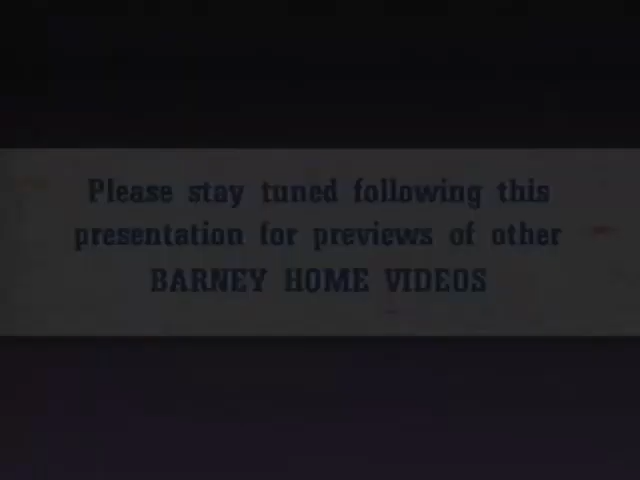 Please stay tuned following this
presentation for previews of other
BARNEY HOME VIDEOS